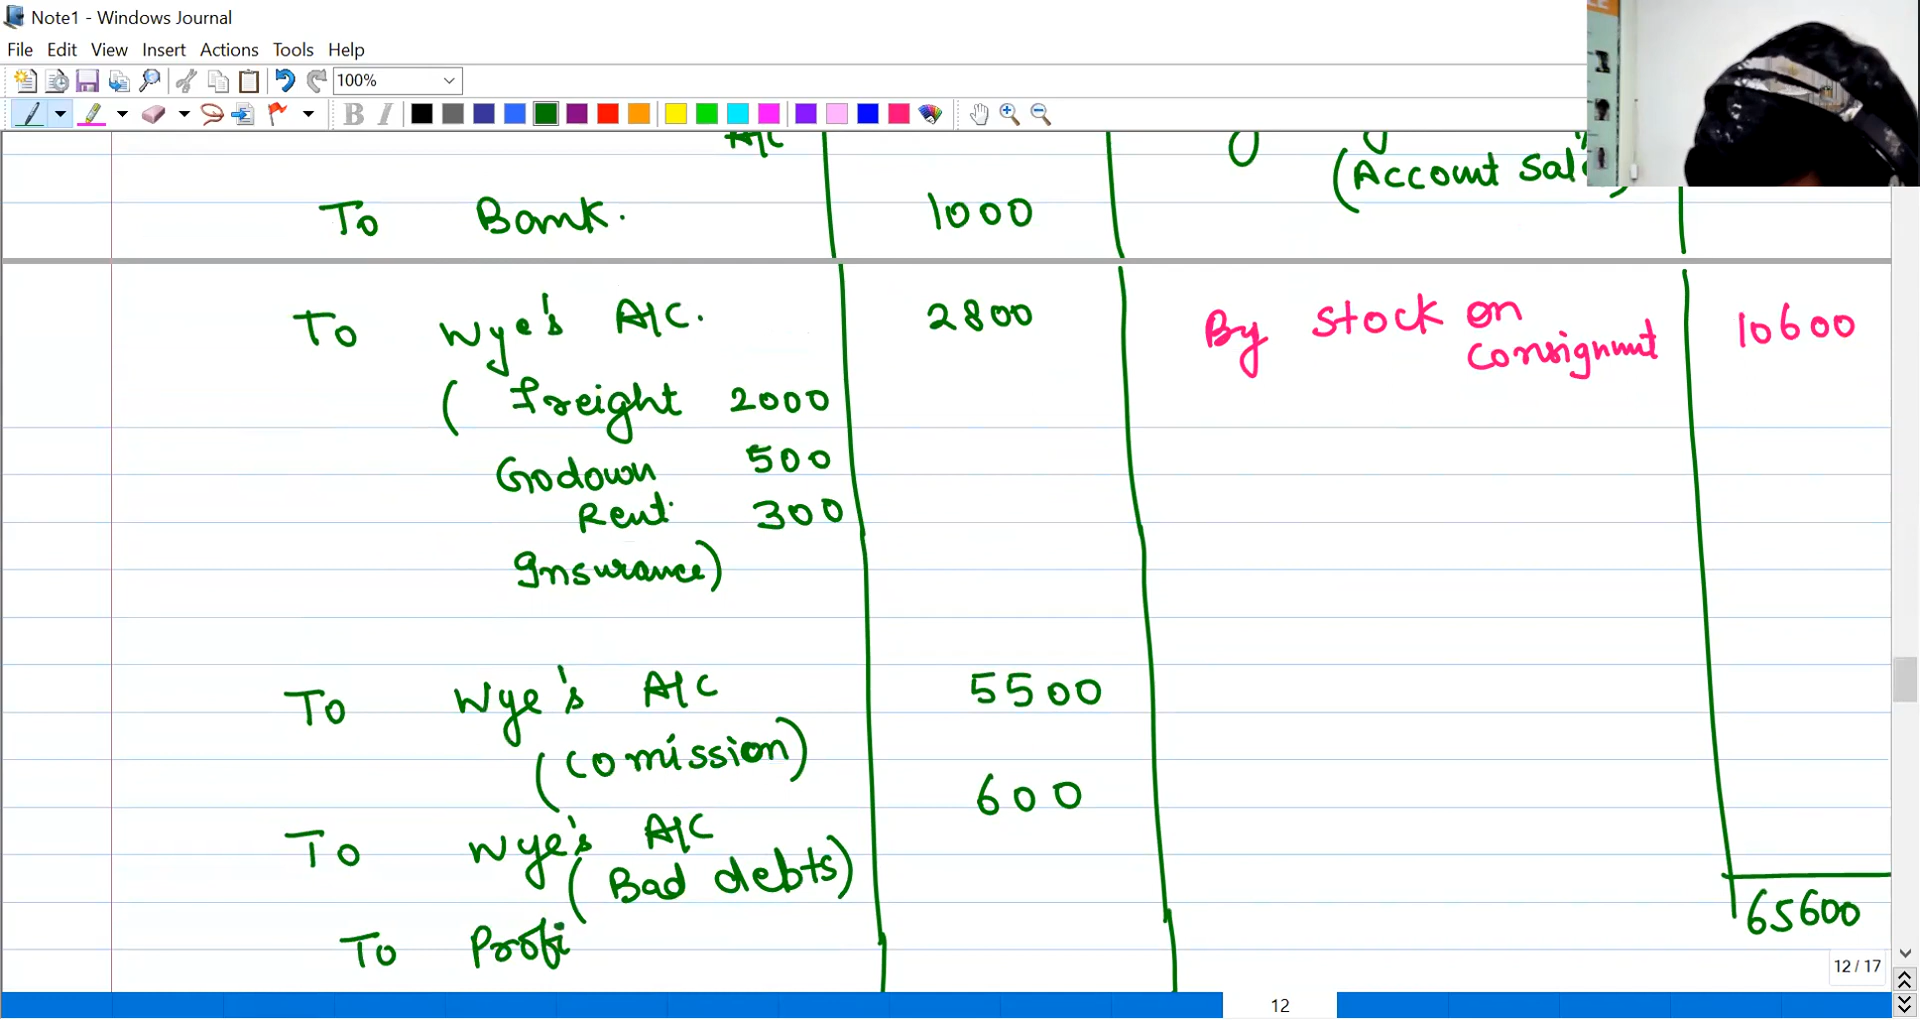 Note1 - Windows Journal
File Edit View Insert Actions Tools Help
100%
B I
A/C
(Account Sal
To Bank. 1000
To Wye's A/C. 2800 By stock on consignmt 10600
( Freight 2000
Godown 500
Rent 300
Insurance)
To Wye's A/C 5500
(Comission)
To Wye's A/C 600
(Bad debts)
65600
To Profi
12 / 17
12